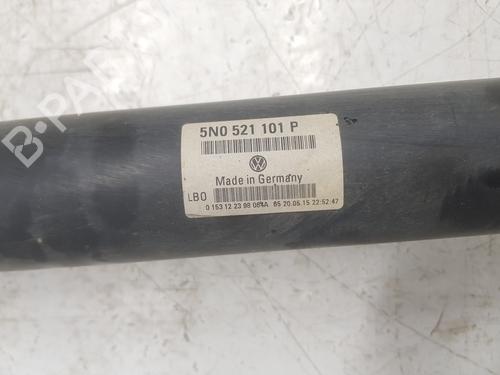 5N0 521 101 P
Made in Germany
LBO
0 153 12 23 98 084A 65 20.05.15 22:52:47